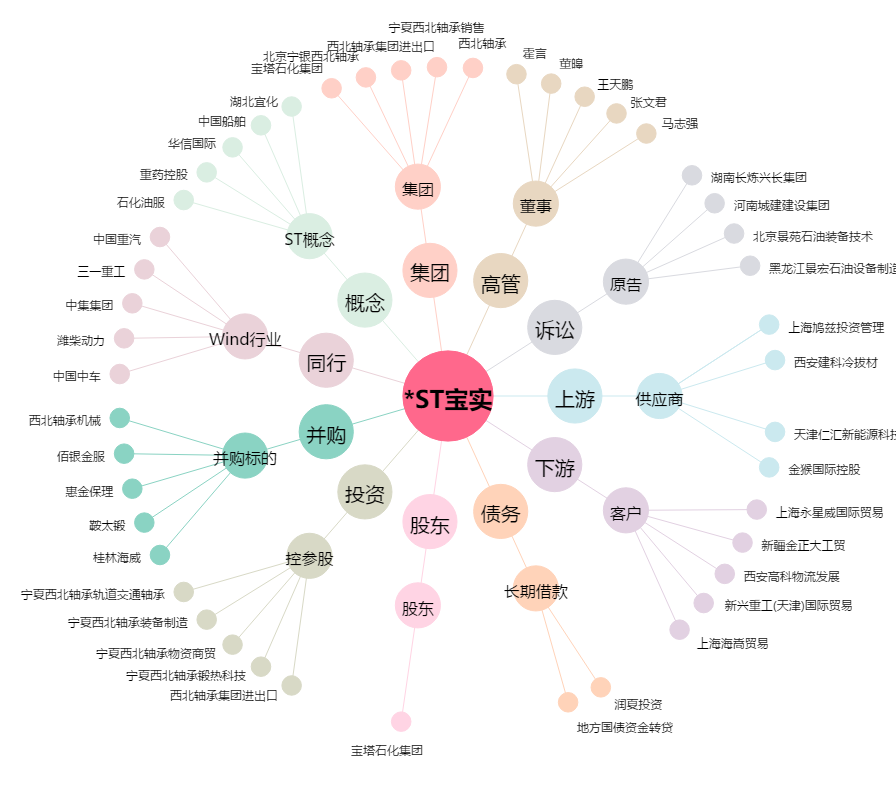 宁夏西北轴承销售
西北轴承
西北轴承集团进出口
北京宁银西北轴承
宝塔石化集团
霍言
董皞
王天鹏
张文君
马志强
湖北宜化
中国船舶
华信国际
重药控股
石化油服
ST概念
集团
集团
董事
高管
概念
湖南长炼兴长集团
河南城建建设集团
北京景苑石油装备技术
黑龙江景宏石油设备制造
原告
诉讼
中国重汽
三一重工
中集集团
潍柴动力
中国中车
Wind行业
同行
*ST宝实
上游
供应商
上海鸠兹投资管理
西安建科冷拔材
天津仁汇新能源科技
金猴国际控股
西北轴承机械
佰银金服
惠金保理
鞍太锻
桂林海威
并购标的
并购
下游
客户
上海永星威国际贸易
新疆金正大工贸
西安高科物流发展
新兴重工(天津)国际贸易
上海海嵛贸易
投资
控参股
宁夏西北轴承轨道交通轴承
宁夏西北轴承装备制造
宁夏西北轴承物资商贸
宁夏西北轴承锻热科技
西北轴承集团进出口
股东
股东
宝塔石化集团
债务
长期借款
润夏投资
地方国债资金转贷